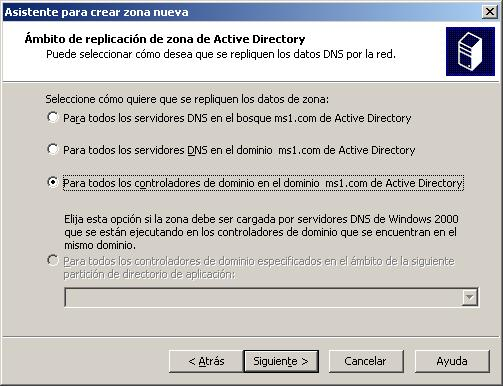 Asistente para crear zona nueva
Ámbito de replicación de zona de Active Directory
Puede seleccionar cómo desea que se repliquen los datos DNS por la red.
Seleccione cómo quiere que se repliquen los datos de zona:
Para todos los servidores DNS en el bosque ms1.com de Active Directory
Para todos los servidores DNS en el dominio  ms1.com de Active Directory
Para todos los controladores de dominio en el dominio  ms1.com de Active Directory
Elija esta opción si la zona debe ser cargada por servidores DNS de Windows 2000
que se están ejecutando en los controladores de dominio que se encuentran en el
mismo dominio.
Para todos los controladores de dominio especificados en el ámbito de la siguiente
partición de directorio de aplicación:
< Atrás
Siguiente >
Cancelar
Ayuda